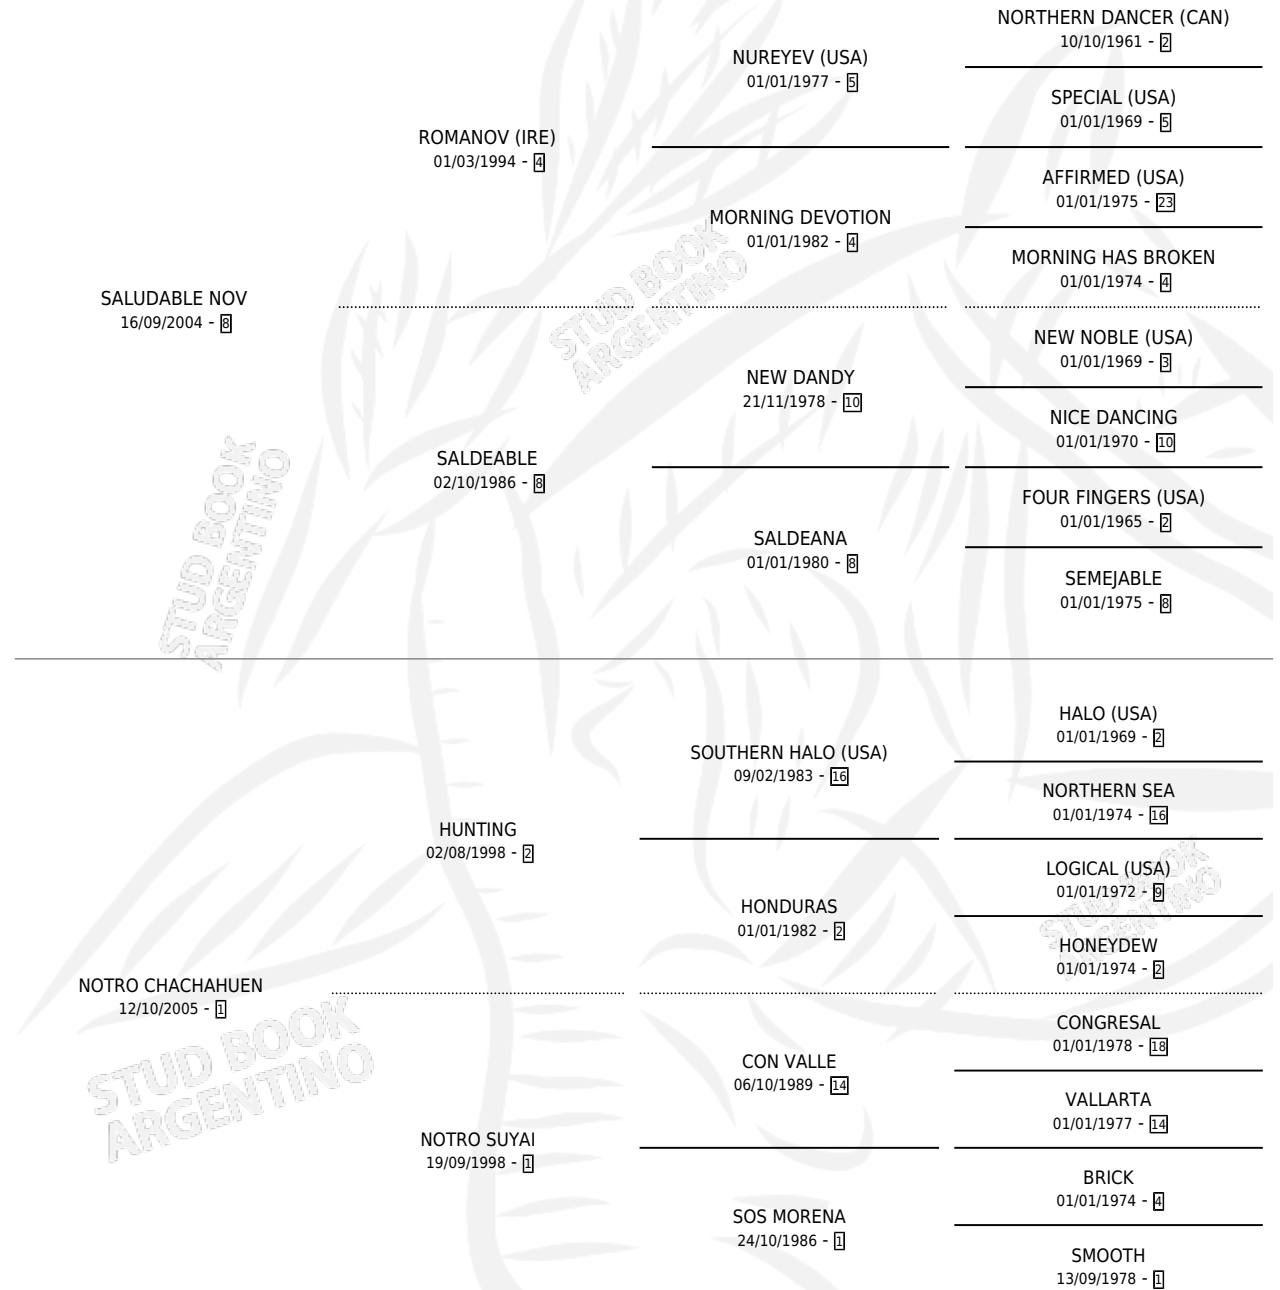 NORTHERN DANCER (CAN)
10/10/1961 - 2
NUREYEV (USA)
01/01/1977 - 5
SPECIAL (USA)
01/01/1969 - 5
ROMANOV (IRE)
01/03/1994 - 4
AFFIRMED (USA)
01/01/1975 - 23
MORNING DEVOTION
01/01/1982 - 4
MORNING HAS BROKEN
01/01/1974 - 4
SALUDABLE NOV
16/09/2004 - 8
STUD BOOK
ARGENTINO
NEW NOBLE (USA)
01/01/1969 - 3
NEW DANDY
21/11/1978 - 10
NICE DANCING
01/01/1970 - 10
SALDEABLE
02/10/1986 - 8
FOUR FINGERS (USA)
01/01/1965 - 2
SALDEANA
01/01/1980 - 8
SEMEJABLE
01/01/1975 - 8
STUD BOOK
ARGENTINO
HALO (USA)
01/01/1969 - 2
SOUTHERN HALO (USA)
09/02/1983 - 16
NORTHERN SEA
01/01/1974 - 16
HUNTING
02/08/1998 - 2
LOGICAL (USA)
01/01/1972 - 9
HONDURAS
01/01/1982 - 2
HONEYDEW
01/01/1974 - 2
STUD BOOK
ARGENTINO
NOTRO CHACHAHUEN
12/10/2005 - 1
STUD BOOK
ARGENTINO
CONGRESAL
01/01/1978 - 18
CON VALLE
06/10/1989 - 14
VALLARTA
01/01/1977 - 14
NOTRO SUYAI
19/09/1998 - 1
BRICK
01/01/1974 - 4
SOS MORENA
24/10/1986 - 1
SMOOTH
13/09/1978 - 1